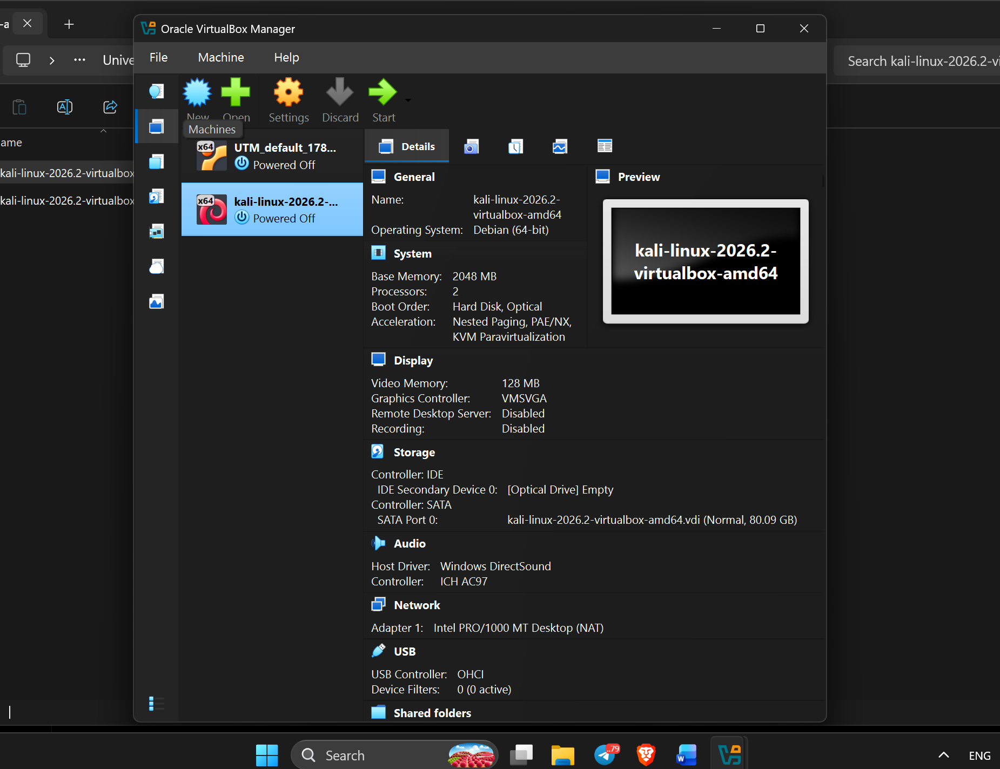 -a
Oracle VirtualBox Manager
Unive
File Machine Help
Search kali-linux-2026.2-vi
New Open Settings Discard Start
Machines
ame
kali-linux-2026.2-virtualbox
kali-linux-2026.2-virtualbox
x64 UTM_default_178...
Powered Off
x64 kali-linux-2026.2-...
Powered Off
Details
General
Name: kali-linux-2026.2-
virtualbox-amd64
Operating System: Debian (64-bit)
Preview
kali-linux-2026.2-
virtualbox-amd64
System
Base Memory: 2048 MB
Processors: 2
Boot Order: Hard Disk, Optical
Acceleration: Nested Paging, PAE/NX,
KVM Paravirtualization
Display
Video Memory: 128 MB
Graphics Controller: VMSVGA
Remote Desktop Server: Disabled
Recording: Disabled
Storage
Controller: IDE
IDE Secondary Device 0: [Optical Drive] Empty
Controller: SATA
SATA Port 0: kali-linux-2026.2-virtualbox-amd64.vdi (Normal, 80.09 GB)
Audio
Host Driver: Windows DirectSound
Controller: ICH AC97
Network
Adapter 1: Intel PRO/1000 MT Desktop (NAT)
USB
USB Controller: OHCI
Device Filters: 0 (0 active)
Shared folders
Search
..79
W
ENG